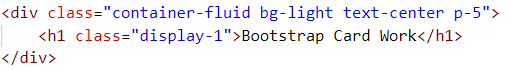 <div class="container-fluid bg-light text-center p-5">
    <h1 class="display-1">Bootstrap Card Work</h1>
</div>